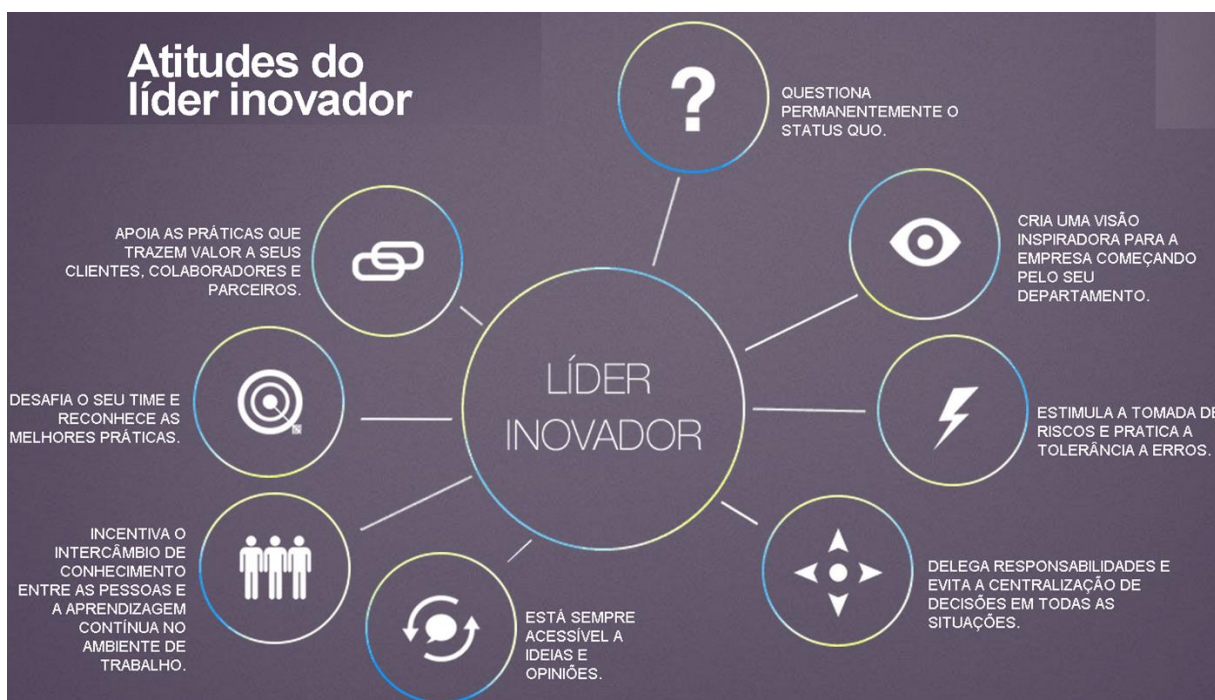 Atitudes do
líder inovador
QUESTIONA
PERMANENTEMENTE O
STATUS QUO.
CRIA UMA VISÃO
INSPIRADORA PARA A
EMPRESA COMEÇANDO
PELO SEU
DEPARTAMENTO.
ESTIMULA A TOMADA DE
RISCOS E PRATICA A
TOLERÂNCIA A ERROS.
DELEGA RESPONSABILIDADES E
EVITA A CENTRALIZAÇÃO DE
DECISÕES EM TODAS AS
SITUAÇÕES.
ESTÁ SEMPRE
ACESSÍVEL A
IDEIAS E
OPINIÕES.
INCENTIVA O
INTERCÂMBIO DE
CONHECIMENTO
ENTRE AS PESSOAS E
A APRENDIZAGEM
CONTÍNUA NO
AMBIENTE DE
TRABALHO.
DESAFIA O SEU TIME E
RECONHECE AS
MELHORES PRÁTICAS.
APOIA AS PRÁTICAS QUE
TRAZEM VALOR A SEUS
CLIENTES, COLABORADORES E
PARCEIROS.
LÍDER
INOVADOR